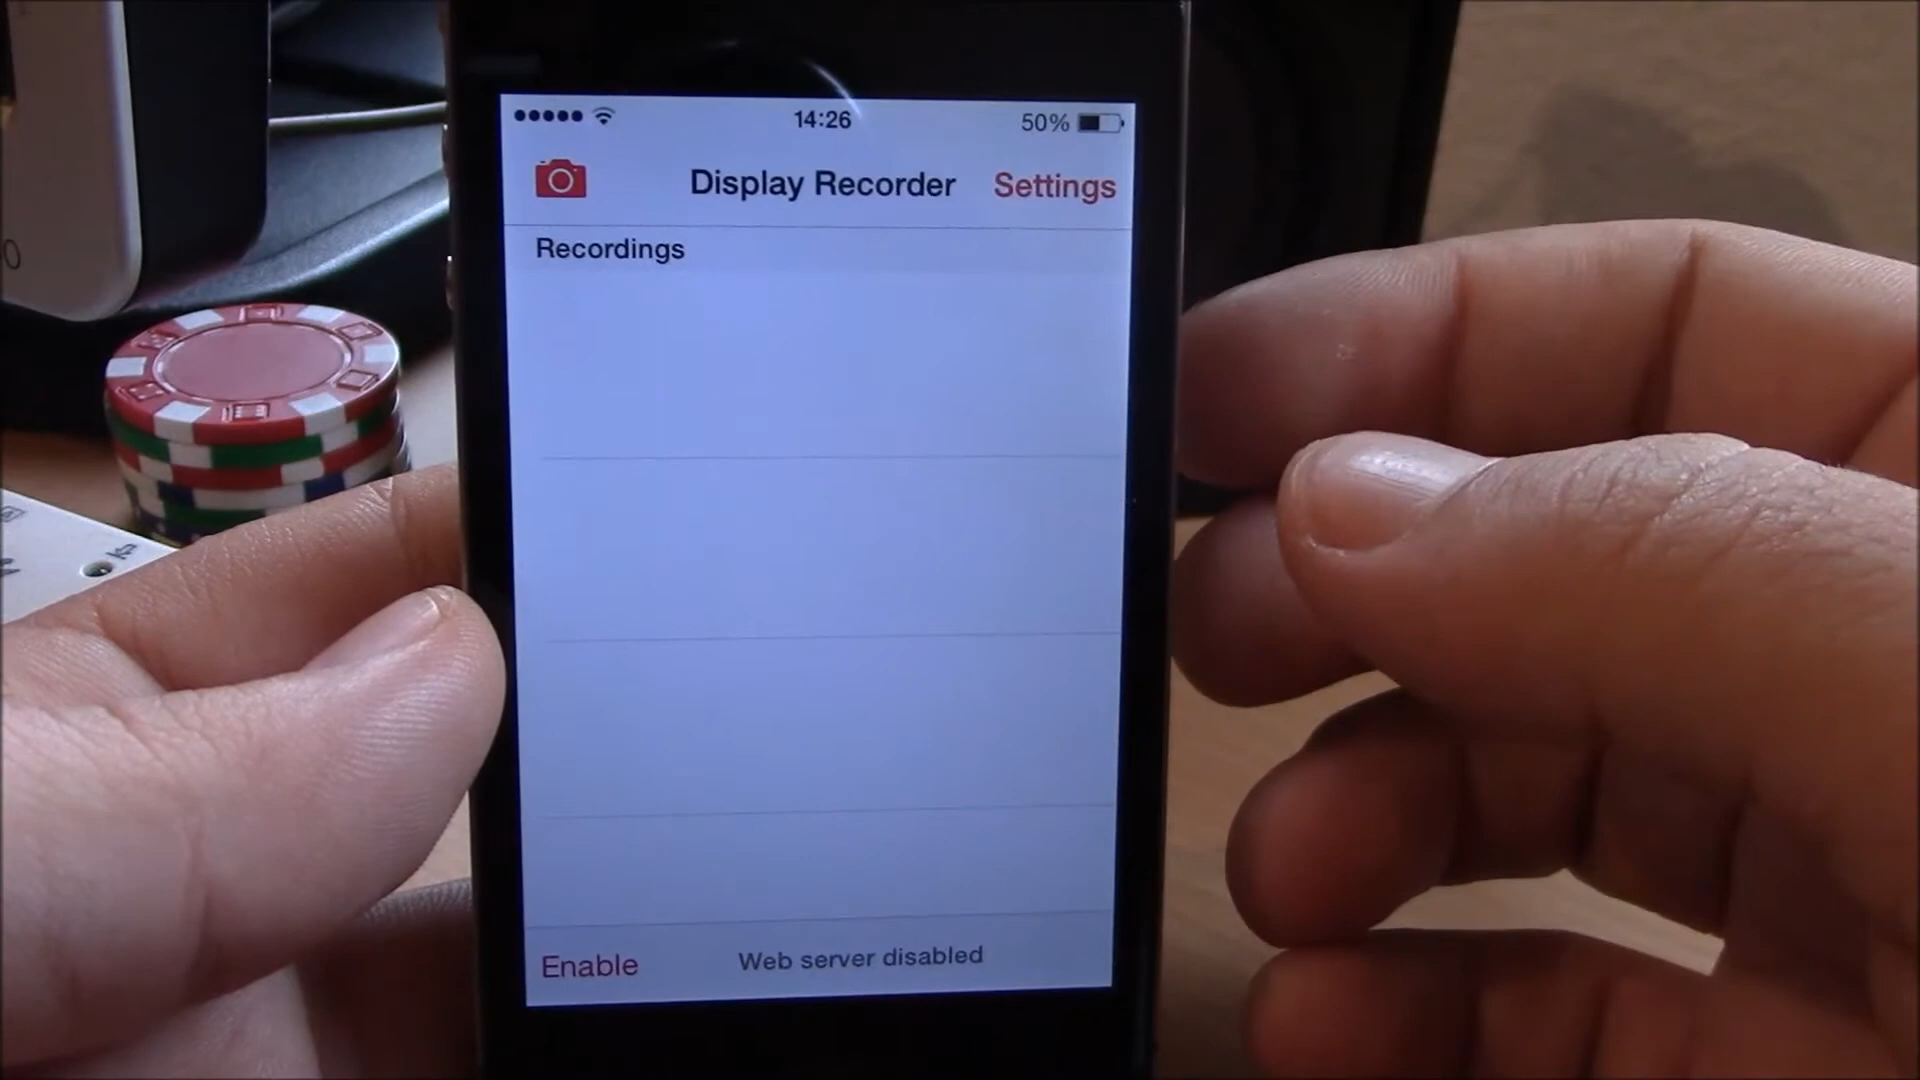 14:26
50%
Display Recorder
Settings
Recordings
Enable
Web server disabled